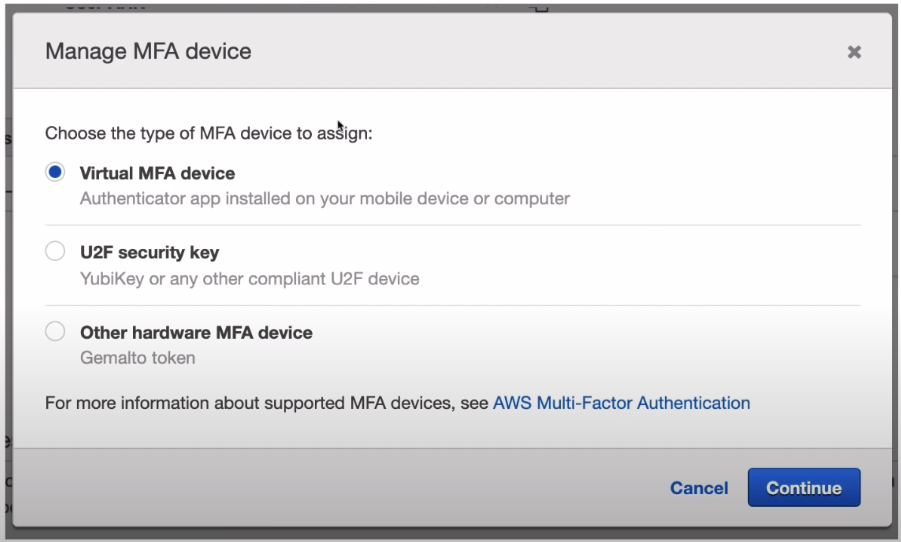 Manage MFA device
Choose the type of MFA device to assign:
Virtual MFA device
Authenticator app installed on your mobile device or computer
U2F security key
YubiKey or any other compliant U2F device
Other hardware MFA device
Gemalto token
For more information about supported MFA devices, see AWS Multi-Factor Authentication
Cancel
Continue